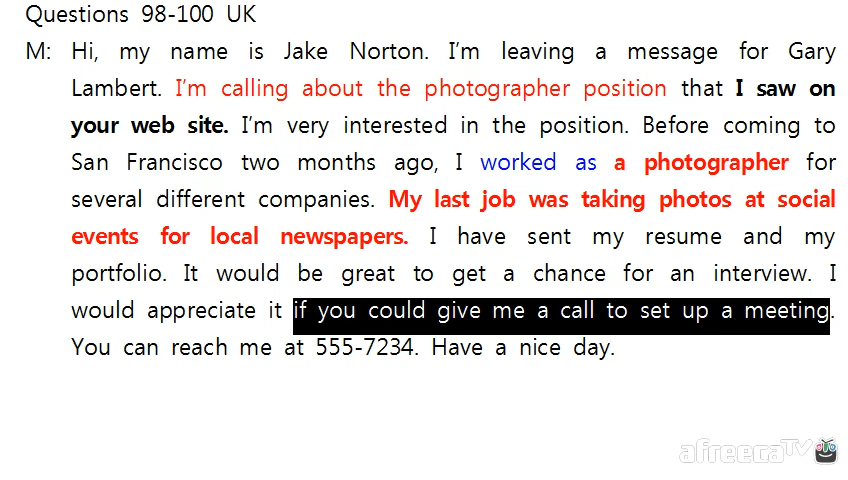 Questions 98-100 UK
M: Hi, my name is Jake Norton. I'm leaving a message for Gary
Lambert. I'm calling about the photographer position that I saw on
your web site. I'm very interested in the position. Before coming to
San Francisco two months ago, I worked as a photographer for
several different companies. My last job was taking photos at social
events for local newspapers. I have sent my resume and my
portfolio. It would be great to get a chance for an interview. I
would appreciate it if you could give me a call to set up a meeting.
You can reach me at 555-7234. Have a nice day.
afreecaTV